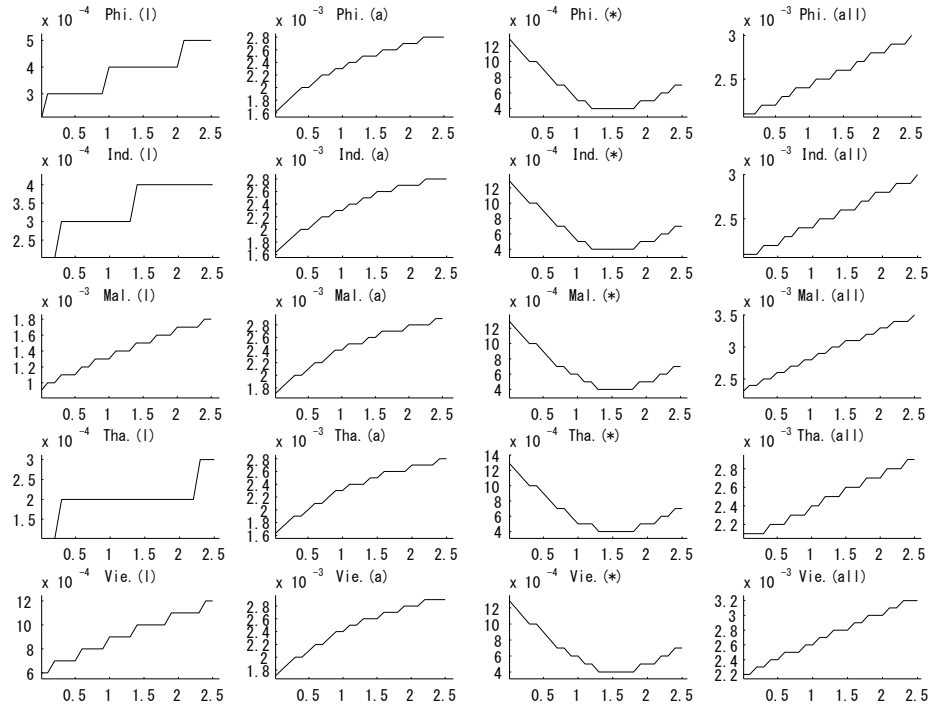 x 10 -4 Phi.(l)
x 10 -3 Phi.(a)
x 10 -4 Phi.(*)
x 10 -3 Phi.(all)
5
4
3
0.5 1 1.5 2 2.5
2.8
2.6
2.4
2.2
2
1.8
1.6
0.5 1 1.5 2 2.5
12
10
8
6
4
0.5 1 1.5 2 2.5
3
2.5
0.5 1 1.5 2 2.5
x 10 -4 Ind.(l)
x 10 -3 Ind.(a)
x 10 -4 Ind.(*)
x 10 -3 Ind.(all)
4
3.5
3
2.5
0.5 1 1.5 2 2.5
2.8
2.6
2.4
2.2
2
1.8
1.6
0.5 1 1.5 2 2.5
12
10
8
6
4
0.5 1 1.5 2 2.5
3
2.5
0.5 1 1.5 2 2.5
x 10 -3 Mal.(l)
x 10 -3 Mal.(a)
x 10 -4 Mal.(*)
x 10 -3 Mal.(all)
1.8
1.6
1.4
1.2
1
0.5 1 1.5 2 2.5
2.8
2.6
2.4
2.2
2
1.8
0.5 1 1.5 2 2.5
12
10
8
6
4
0.5 1 1.5 2 2.5
3.5
3
2.5
0.5 1 1.5 2 2.5
x 10 -4 Tha.(l)
x 10 -3 Tha.(a)
x 10 -4 Tha.(*)
x 10 -3 Tha.(all)
3
2.5
2
1.5
0.5 1 1.5 2 2.5
2.8
2.6
2.4
2.2
2
1.8
1.6
0.5 1 1.5 2 2.5
14
12
10
8
6
4
0.5 1 1.5 2 2.5
2.8
2.6
2.4
2.2
0.5 1 1.5 2 2.5
x 10 -4 Vie.(l)
x 10 -3 Vie.(a)
x 10 -4 Vie.(*)
x 10 -3 Vie.(all)
12
10
8
6
0.5 1 1.5 2 2.5
2.8
2.6
2.4
2.2
2
1.8
0.5 1 1.5 2 2.5
12
10
8
6
4
0.5 1 1.5 2 2.5
3.2
3
2.8
2.6
2.4
2.2
0.5 1 1.5 2 2.5